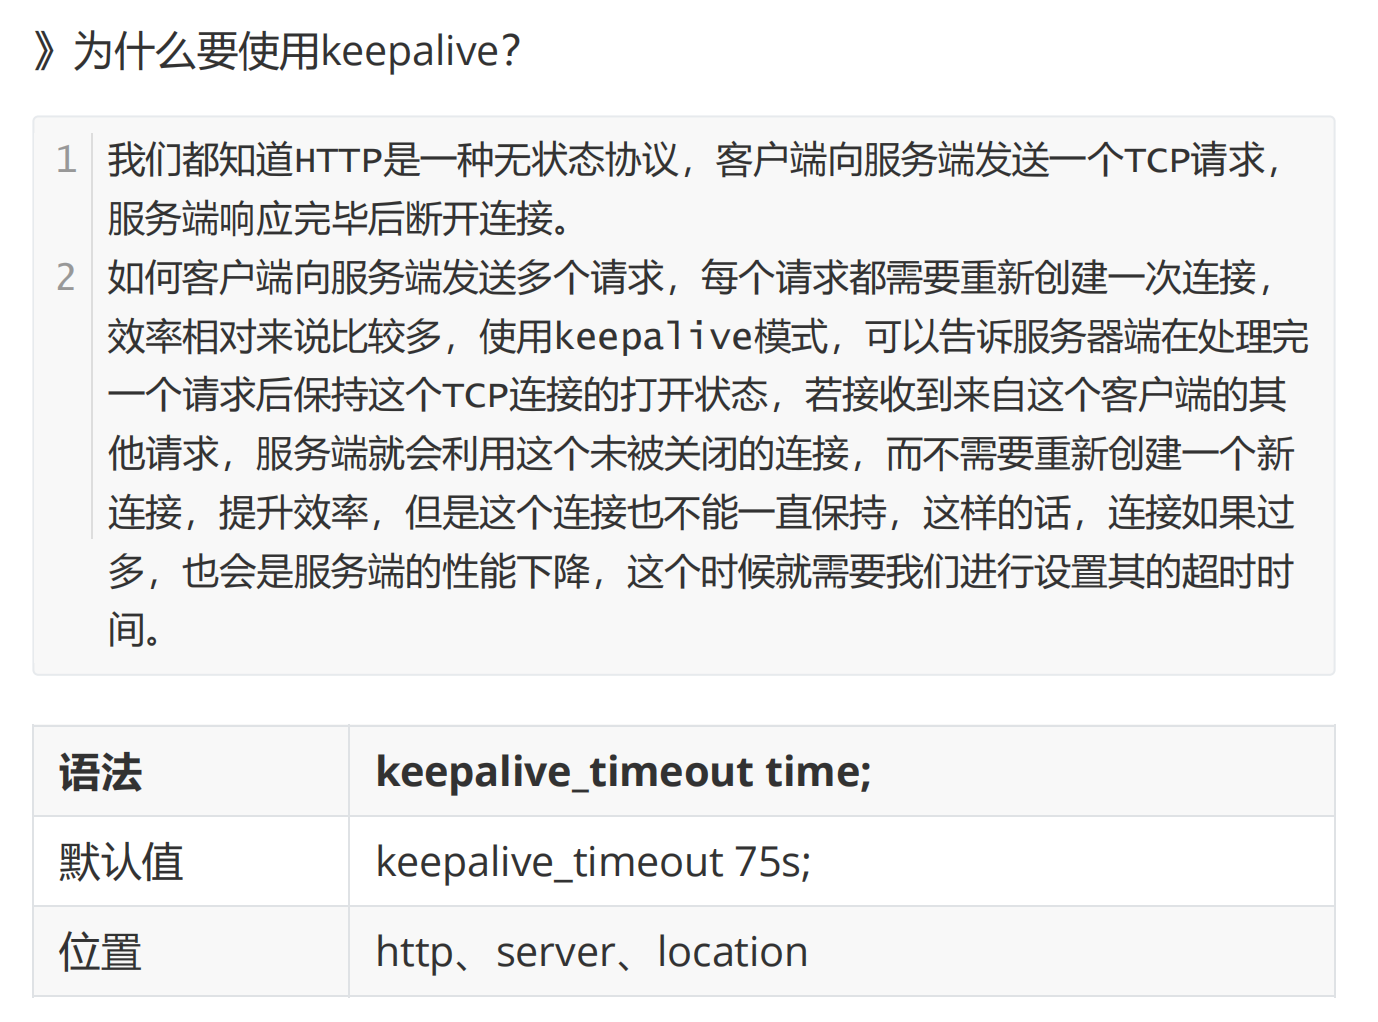 》为什么要使用keepalive？
1 我们都知道HTTP是一种无状态协议，客户端向服务端发送一个TCP请求，
服务端响应完毕后断开连接。
2 如何客户端向服务端发送多个请求，每个请求都需要重新创建一次连接，
效率相对来说比较多，使用keepalive模式，可以告诉服务器端在处理完
一个请求后保持这个TCP连接的打开状态，若接收到来自这个客户端的其
他请求，服务端就会利用这个未被关闭的连接，而不需要重新创建一个新
连接，提升效率，但是这个连接也不能一直保持，这样的话，连接如果过
多，也会是服务端的性能下降，这个时候就需要我们进行设置其的超时时
间。
语法 keepalive_timeout time;
默认值 keepalive_timeout 75s;
位置 http、server、location